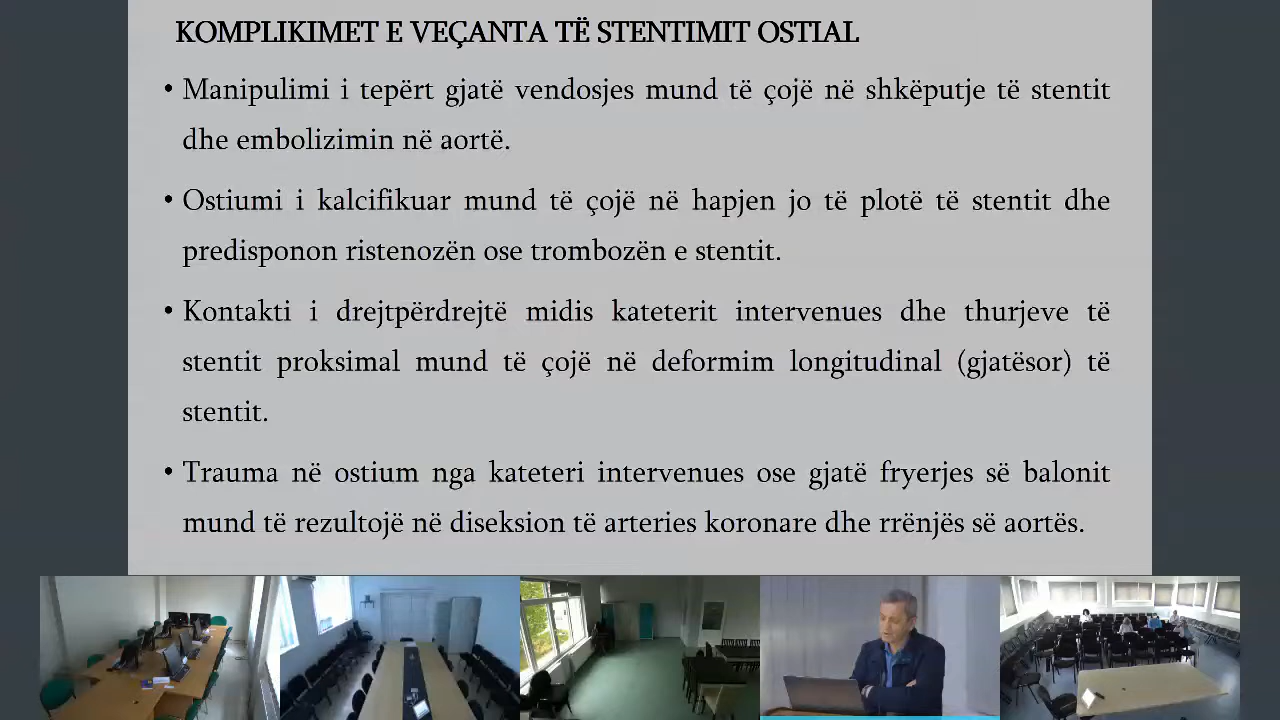 KOMPLIKIMET E VEÇANTA TË STENTIMIT OSTIAL
• Manipulimi i tepërt gjatë vendosjes mund të çojë në shkëputje të stentit
dhe embolizimin në aortë.
• Ostiumi i kalcifikuar mund të çojë në hapjen jo të plotë të stentit dhe
predisponon ristenozën ose trombozën e stentit.
• Kontakti i drejtpërdrejtë midis kateterit intervenues dhe thurjeve të
stentit proksimal mund të çojë në deformim longitudinal (gjatësor) të
stentit.
• Trauma në ostium nga kateteri intervenues ose gjatë fryerjes së balonit
mund të rezultojë në diseksion të arteries koronare dhe rrënjës së aortës.